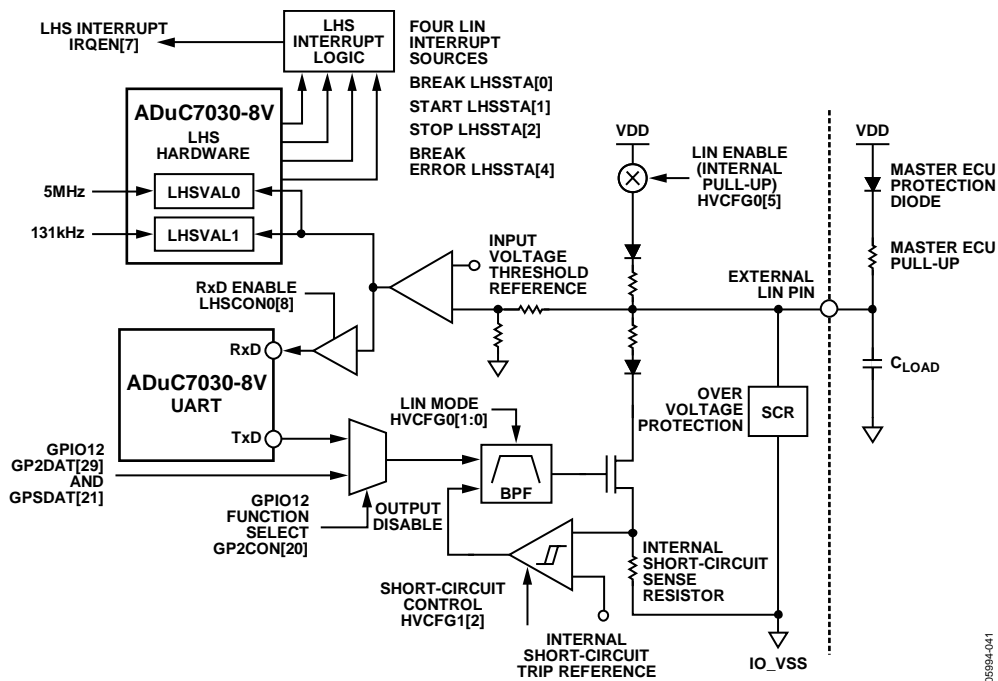 LHS INTERRUPT
IRQEN[7]
LHS
INTERRUPT
LOGIC
FOUR LIN
INTERRUPT
SOURCES
BREAK LHSSTA[0]
START LHSSTA[1]
STOP LHSSTA[2]
BREAK
ERROR LHSSTA[4]
ADuC7030-8V
LHS
HARDWARE
5MHz
LHSVAL0
131kHz
LHSVAL1
VDD
LIN ENABLE
(INTERNAL
PULL-UP)
HVCFG0[5]
VDD
MASTER ECU
PROTECTION
DIODE
MASTER ECU
PULL-UP
INPUT
VOLTAGE
THRESHOLD
REFERENCE
EXTERNAL
LIN PIN
RxD ENABLE
LHSCON0[8]
RxD
ADuC7030-8V
UART
TxD
CLOAD
OVER
VOLTAGE
PROTECTION
SCR
LIN MODE
HVCFG0[1:0]
BPF
GPIO12
GP2DAT[29]
AND
GPSDAT[21]
GPIO12
FUNCTION
SELECT
GP2CON[20]
OUTPUT
DISABLE
SHORT-CIRCUIT
CONTROL
HVCFG1[2]
INTERNAL
SHORT-CIRCUIT
SENSE
RESISTOR
INTERNAL
SHORT-CIRCUIT
TRIP REFERENCE
IO_VSS
05994-041